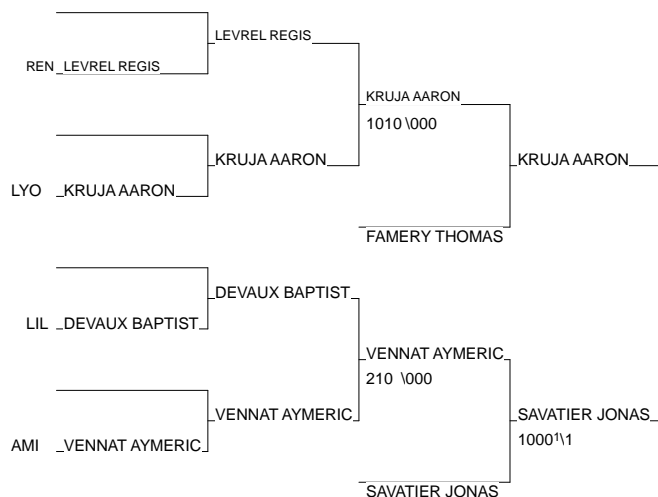 LEVREL REGIS
REN LEVREL REGIS
KRUJA AARON
1010 \000
KRUJA AARON
KRUJA AARON
LYO KRUJA AARON
FAMERY THOMAS
DEVAUX BAPTIST
LIL DEVAUX BAPTIST
VENNAT AYMERIC
210 \000
VENNAT AYMERIC
SAVATIER JONAS
1000¹\1
AMI VENNAT AYMERIC
SAVATIER JONAS